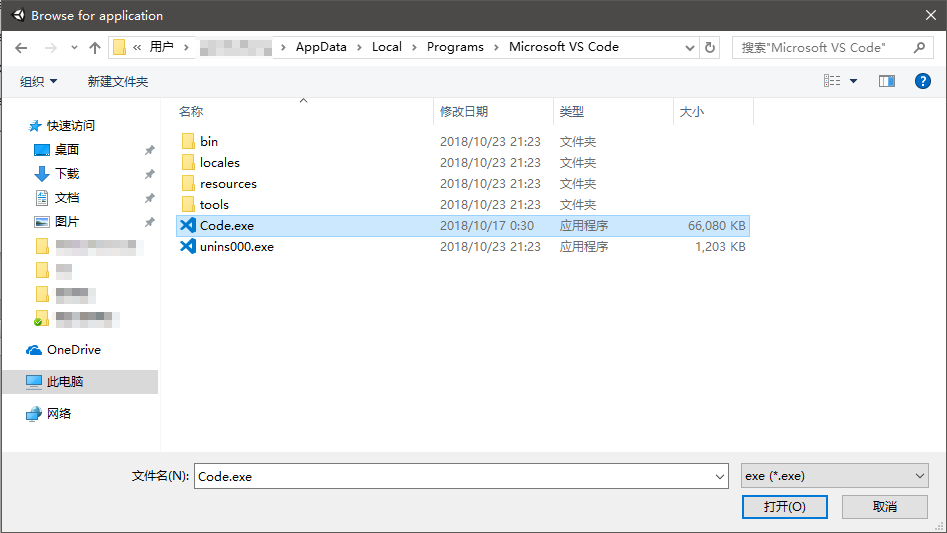 Browse for application
« 用户 › › AppData › Local › Programs › Microsoft VS Code
搜索"Microsoft VS Code"
组织 新建文件夹
名称 修改日期 类型 大小
快速访问
桌面
下载
文档
图片
OneDrive
此电脑
网络
bin 2018/10/23 21:23 文件夹
locales 2018/10/23 21:23 文件夹
resources 2018/10/23 21:23 文件夹
tools 2018/10/23 21:23 文件夹
Code.exe 2018/10/17 0:30 应用程序 66,080 KB
unins000.exe 2018/10/23 21:23 应用程序 1,203 KB
文件名(N): Code.exe exe (*.exe)
打开(O) 取消